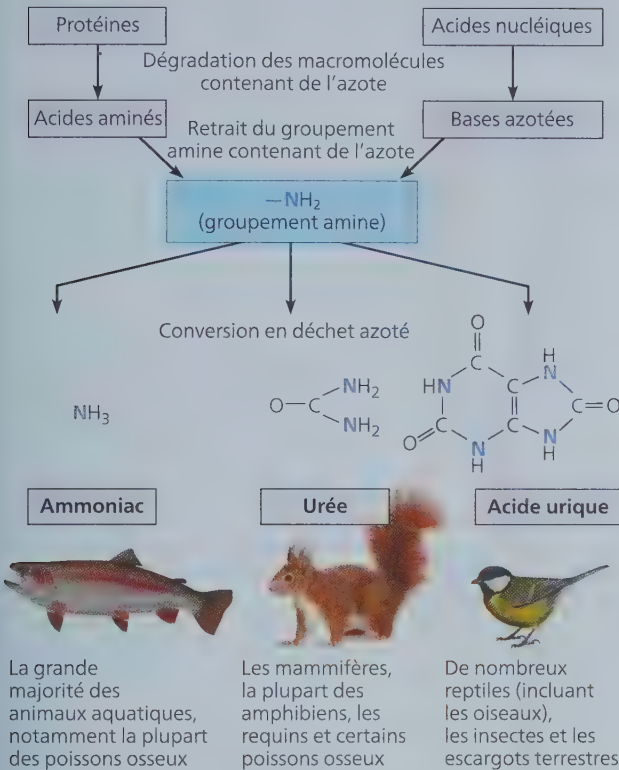 Protéines
Acides nucléiques
Dégradation des macromolécules
contenant de l'azote
Acides aminés
Bases azotées
Retrait du groupement
amine contenant de l'azote
—NH₂
(groupement amine)
Conversion en déchet azoté
NH₃
O—C
NH₂
NH₂
O
C
HN
C
C
C
O
N
H
H
N
C=O
N
H
Ammoniac
Urée
Acide urique
La grande
majorité des
animaux aquatiques,
notamment la plupart
des poissons osseux
Les mammifères,
la plupart des
amphibiens, les
requins et certains
poissons osseux
De nombreux
reptiles (incluant
les oiseaux),
les insectes et les
escargots terrestres